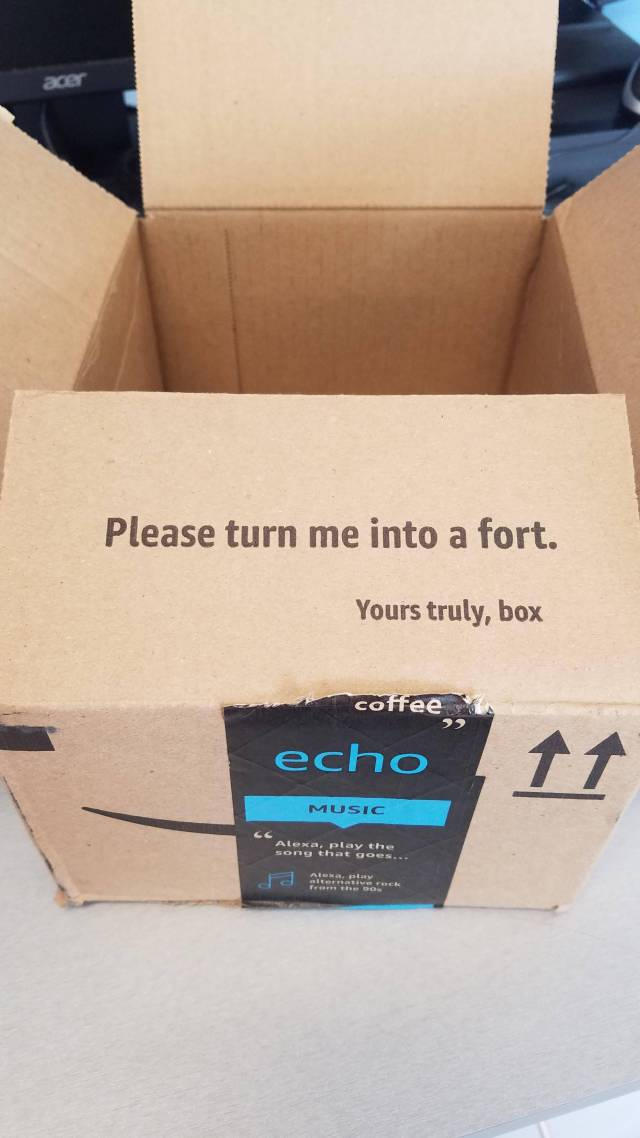 acer
Please turn me into a fort.
Yours truly, box
coffee
”
echo
MUSIC
“ Alexa, play the
song that goes...
Alexa, play
alternative rock
from the 90s